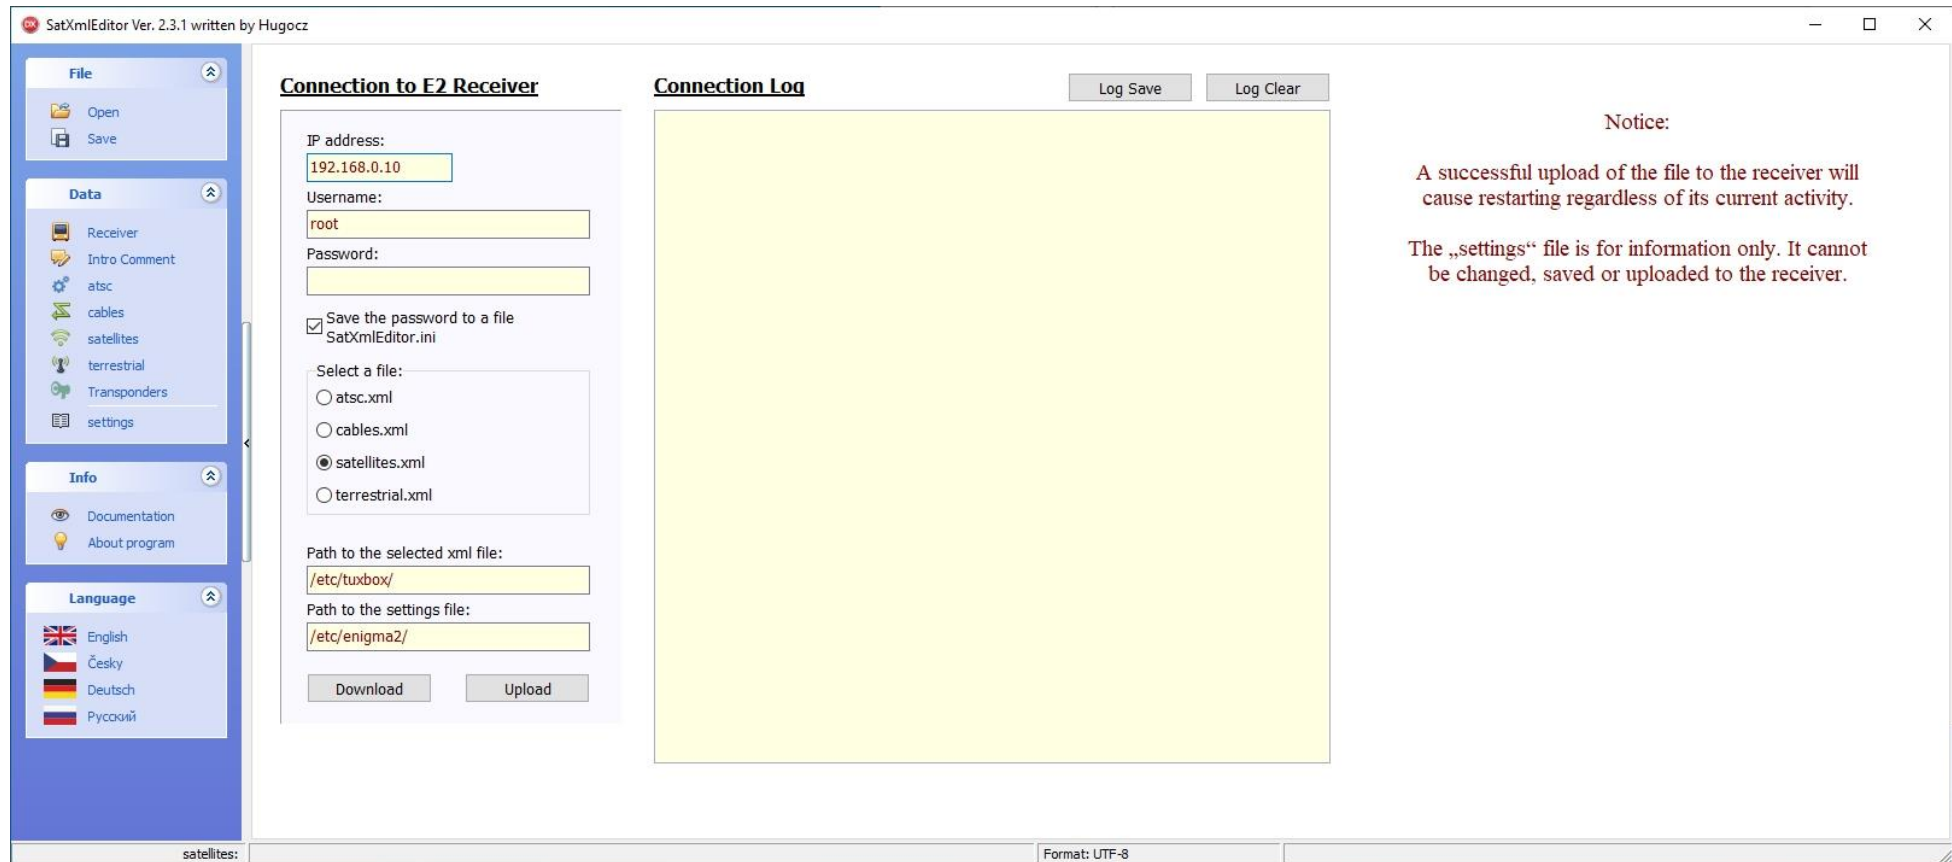 SatXmlEditor Ver. 2.3.1 written by Hugocz
File
Open
Save
Data
Receiver
Intro Comment
atsc
cables
satellites
terrestrial
Transponders
settings
Info
Documentation
About program
Language
English
Česky
Deutsch
Русский
Connection to E2 Receiver
IP address:
192.168.0.10
Username:
root
Password:
Save the password to a file
SatXmlEditor.ini
Select a file:
atsc.xml
cables.xml
satellites.xml
terrestrial.xml
Path to the selected xml file:
/etc/tuxbox/
Path to the settings file:
/etc/enigma2/
Download
Upload
Connection Log
Log Save
Log Clear
Notice:
A successful upload of the file to the receiver will
cause restarting regardless of its current activity.
The „settings“ file is for information only. It cannot
be changed, saved or uploaded to the receiver.
satellites:
Format: UTF-8